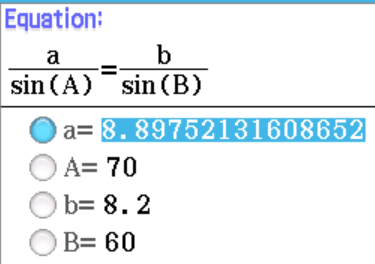 Equation:
a/sin(A)=b/sin(B)
a= 8.89752131608652
A= 70
b= 8.2
B= 60